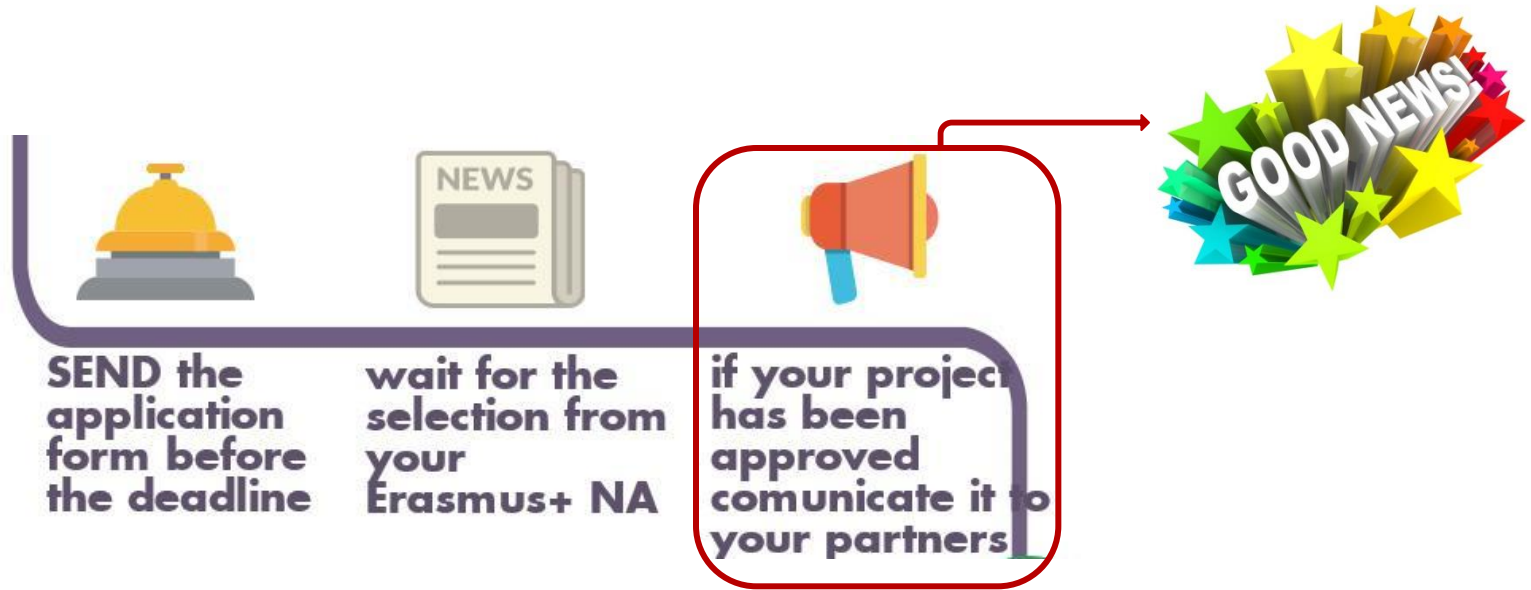 GOOD NEWS!
NEWS
SEND the
application
form before
the deadline
wait for the
selection from
your
Erasmus+ NA
if your project
has been
approved
comunicate it to
your partners